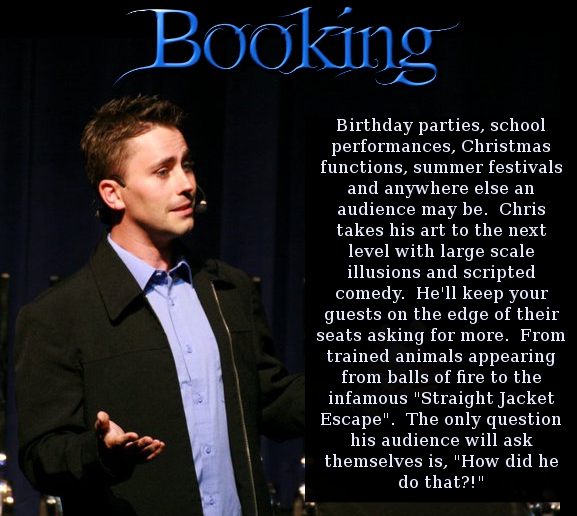 Booking
Birthday parties, school
performances, Christmas
functions, summer festivals
and anywhere else an
audience may be.  Chris
takes his art to the next
level with large scale
illusions and scripted
comedy.  He'll keep your
guests on the edge of their
seats asking for more.  From
trained animals appearing
from balls of fire to the
infamous "Straight Jacket
Escape".  The only question
his audience will ask
themselves is, "How did he
do that?!"